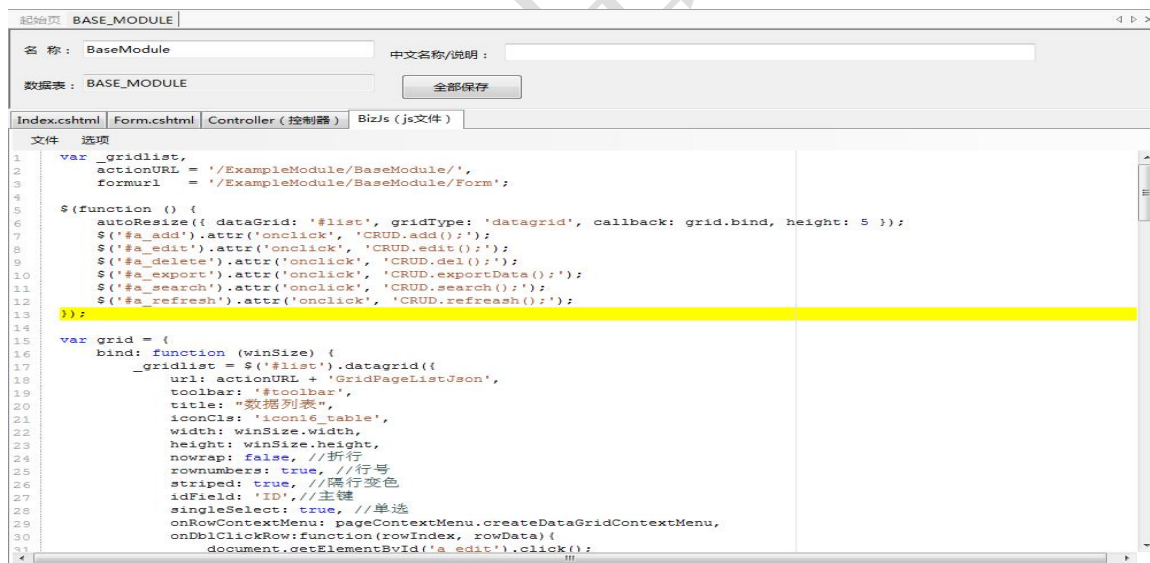 起始页 BASE_MODULE
名 称： BaseModule 中文名称/说明：
数据表： BASE_MODULE 全部保存
Index.cshtml Form.cshtml Controller（控制器） BizJs（js文件）
文件 选项
1 var _gridlist,
2 actionURL = '/ExampleModule/BaseModule/',
3 formurl = '/ExampleModule/BaseModule/Form';
4
5 $(function () {
6 autoResize({ dataGrid: '#list', gridType: 'datagrid', callback: grid.bind, height: 5 });
7 $('#a_add').attr('onclick', 'CRUD.add();');
8 $('#a_edit').attr('onclick', 'CRUD.edit();');
9 $('#a_delete').attr('onclick', 'CRUD.del();');
10 $('#a_export').attr('onclick', 'CRUD.exportData();');
11 $('#a_search').attr('onclick', 'CRUD.search();');
12 $('#a_refresh').attr('onclick', 'CRUD.refreash();');
13 });
14
15 var grid = {
16 bind: function (winSize) {
17 _gridlist = $('#list').datagrid({
18 url: actionURL + 'GridPageListJson',
19 toolbar: '#toolbar',
20 title: "数据列表",
21 iconCls: 'icon16_table',
22 width: winSize.width,
23 height: winSize.height,
24 nowrap: false, //折行
25 rownumbers: true, //行号
26 striped: true, //隔行变色
27 idField: 'ID',//主键
28 singleSelect: true, //单选
29 onRowContextMenu: pageContextMenu.createDataGridContextMenu,
30 onDblClickRow:function(rowIndex, rowData){
31 document.getElementById('a_edit').click();